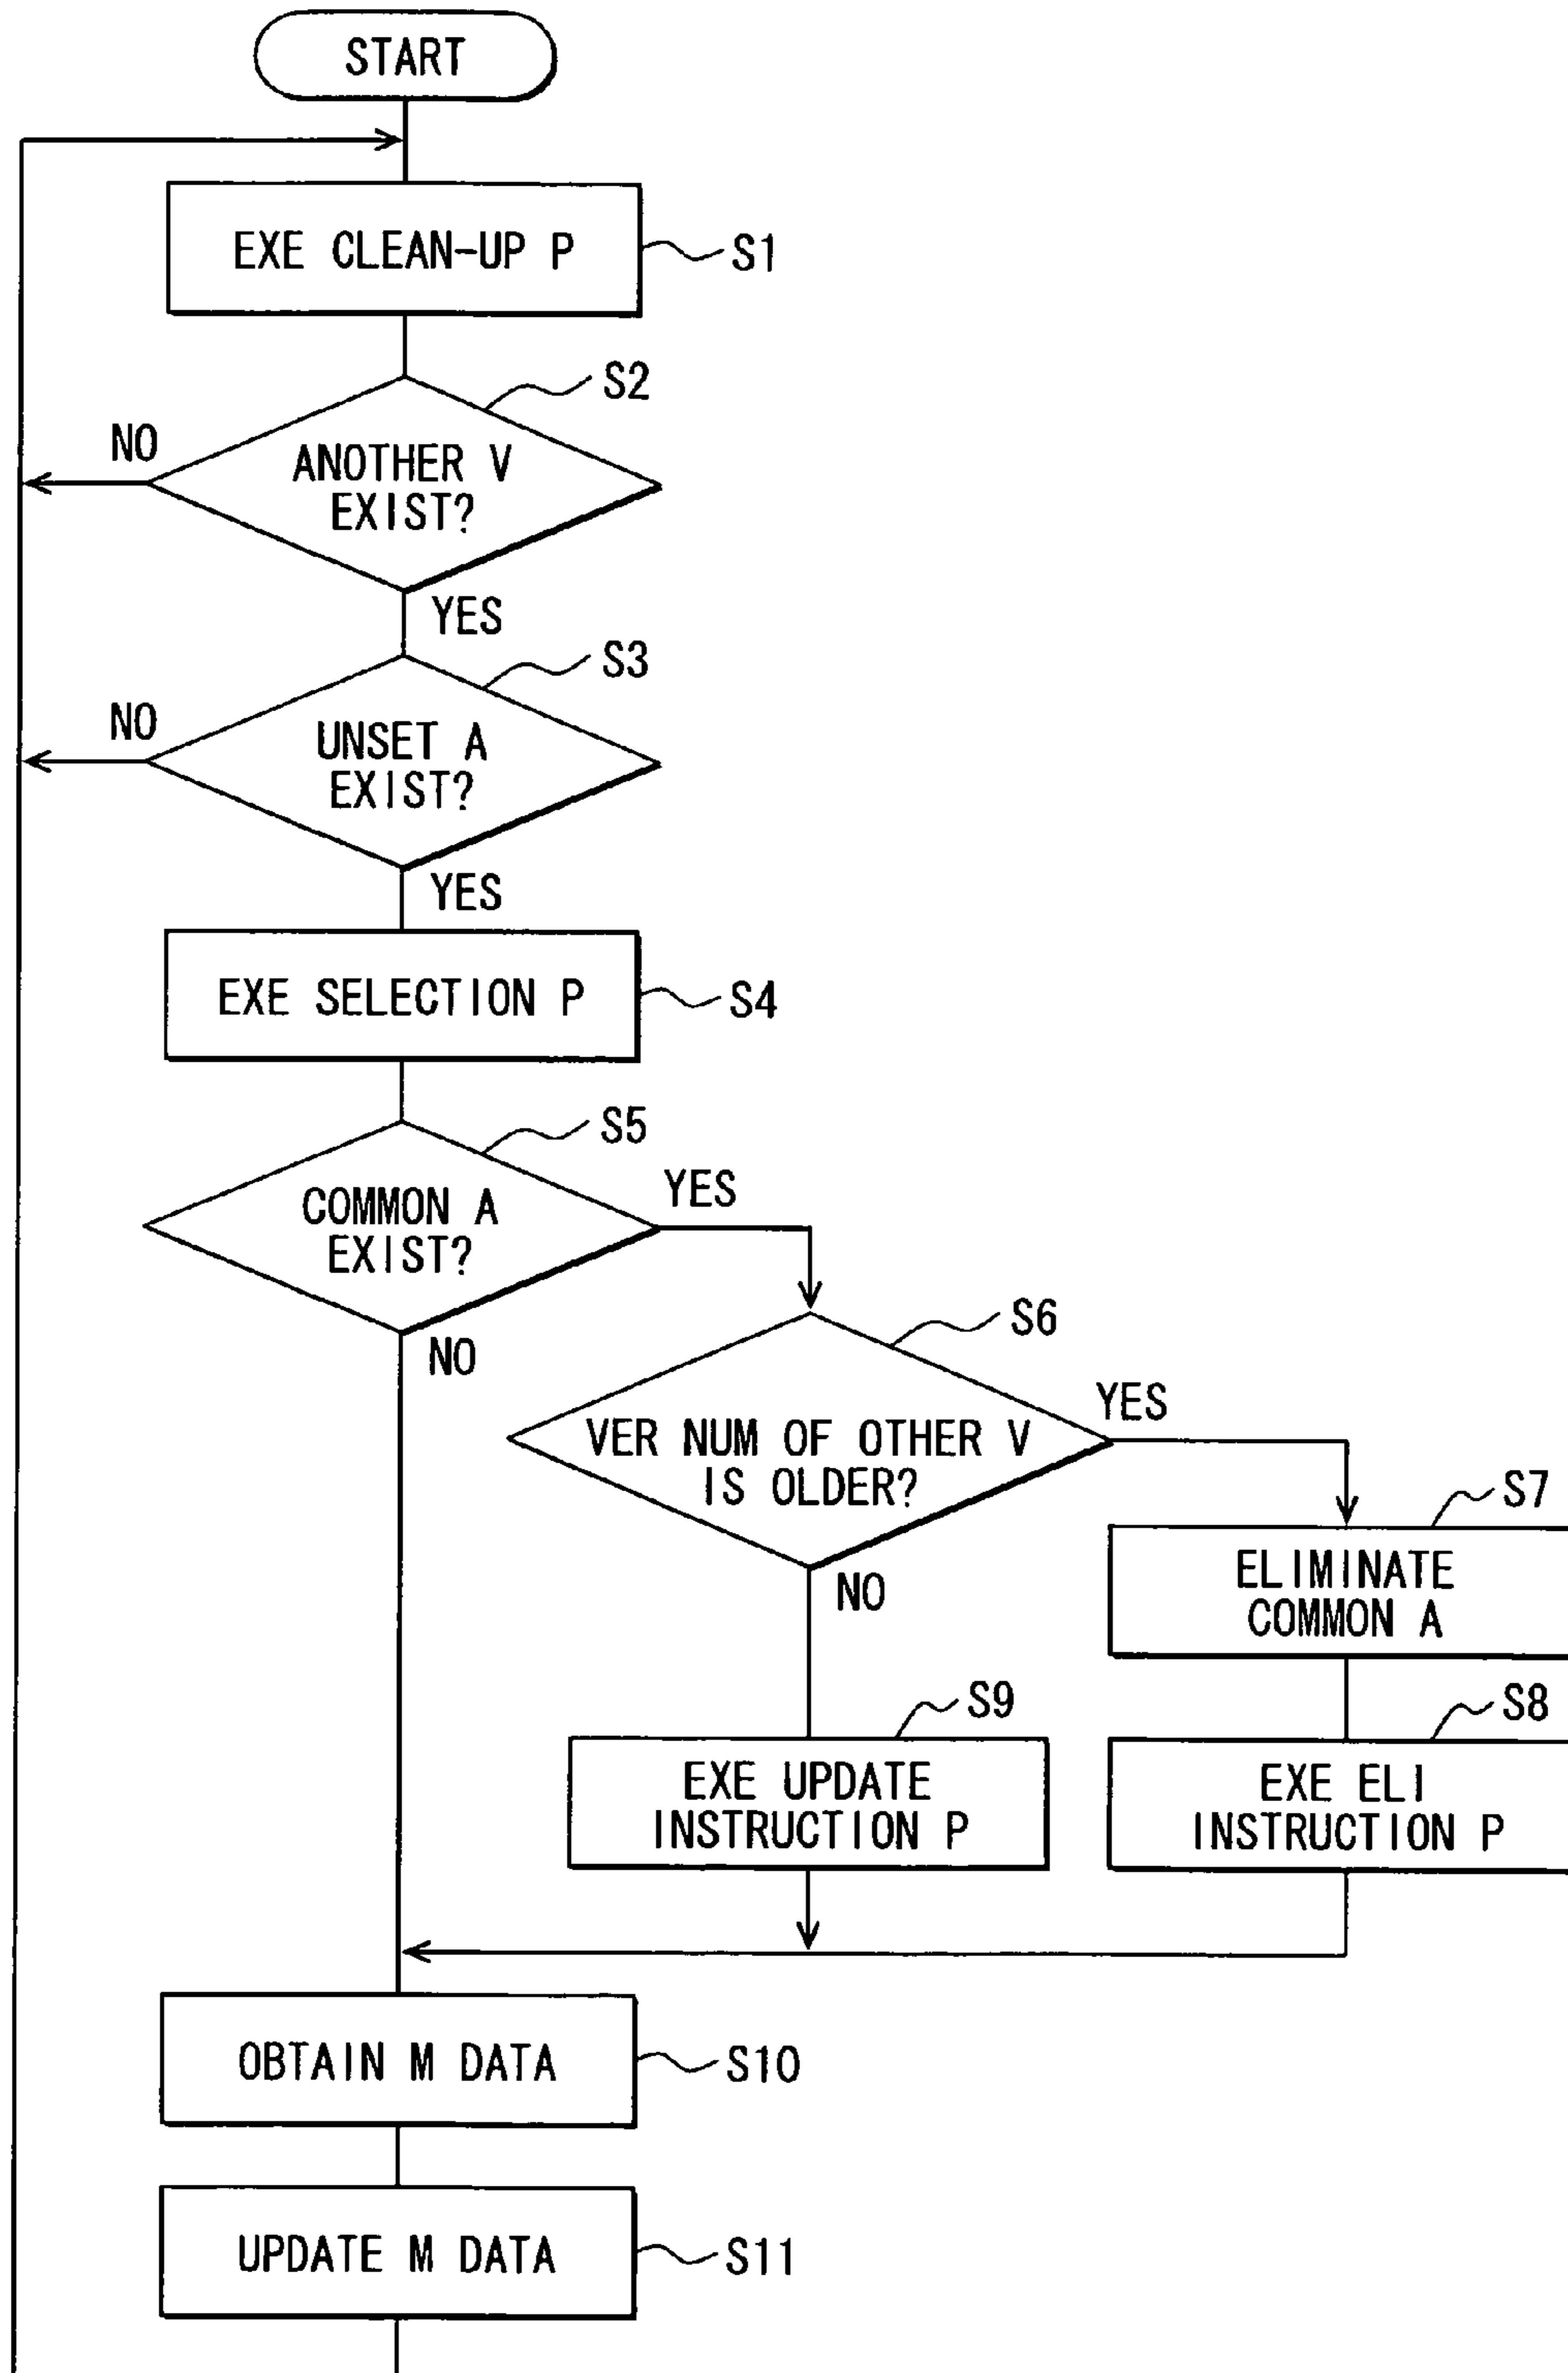 START
EXE CLEAN-UP P
S1
S2
NO
ANOTHER V
EXIST?
YES
S3
NO
UNSET A
EXIST?
YES
EXE SELECTION P
S4
S5
YES
COMMON A
EXIST?
NO
S6
YES
VER NUM OF OTHER V
IS OLDER?
NO
S7
ELIMINATE
COMMON A
S9
EXE UPDATE
INSTRUCTION P
S8
EXE ELI
INSTRUCTION P
OBTAIN M DATA
S10
UPDATE M DATA
S11